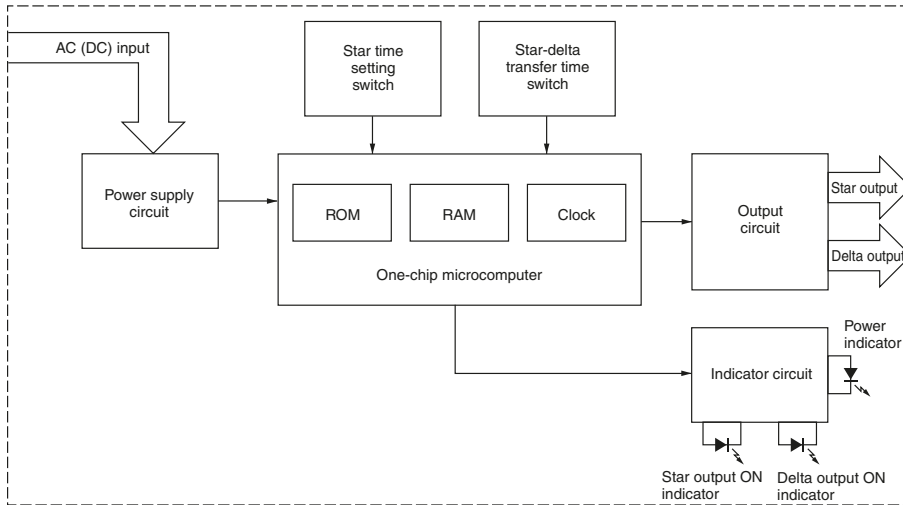 AC (DC) input
Star time
setting
switch
Star-delta
transfer time
switch
Power supply
circuit
ROM
RAM
Clock
One-chip microcomputer
Output
circuit
Star output
Delta output
Power
indicator
Indicator circuit
Star output ON
indicator
Delta output ON
indicator